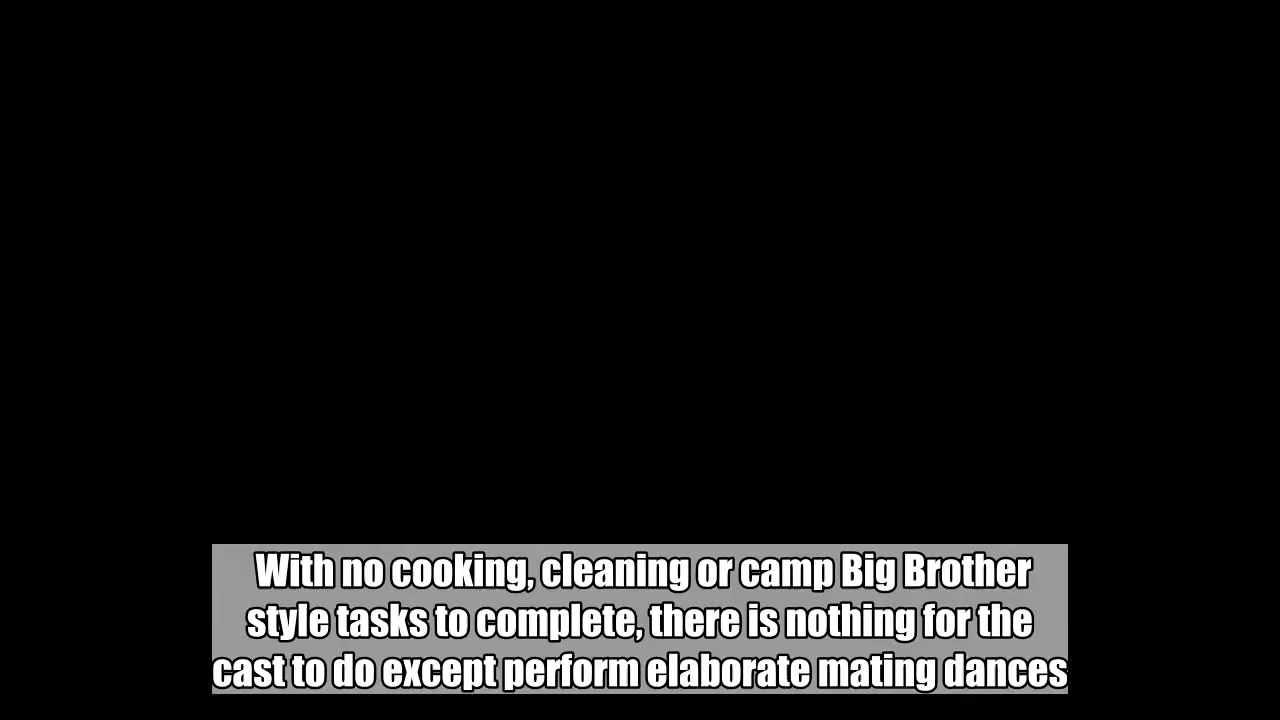 With no cooking, cleaning or camp Big Brother
style tasks to complete, there is nothing for the
cast to do except perform elaborate mating dances